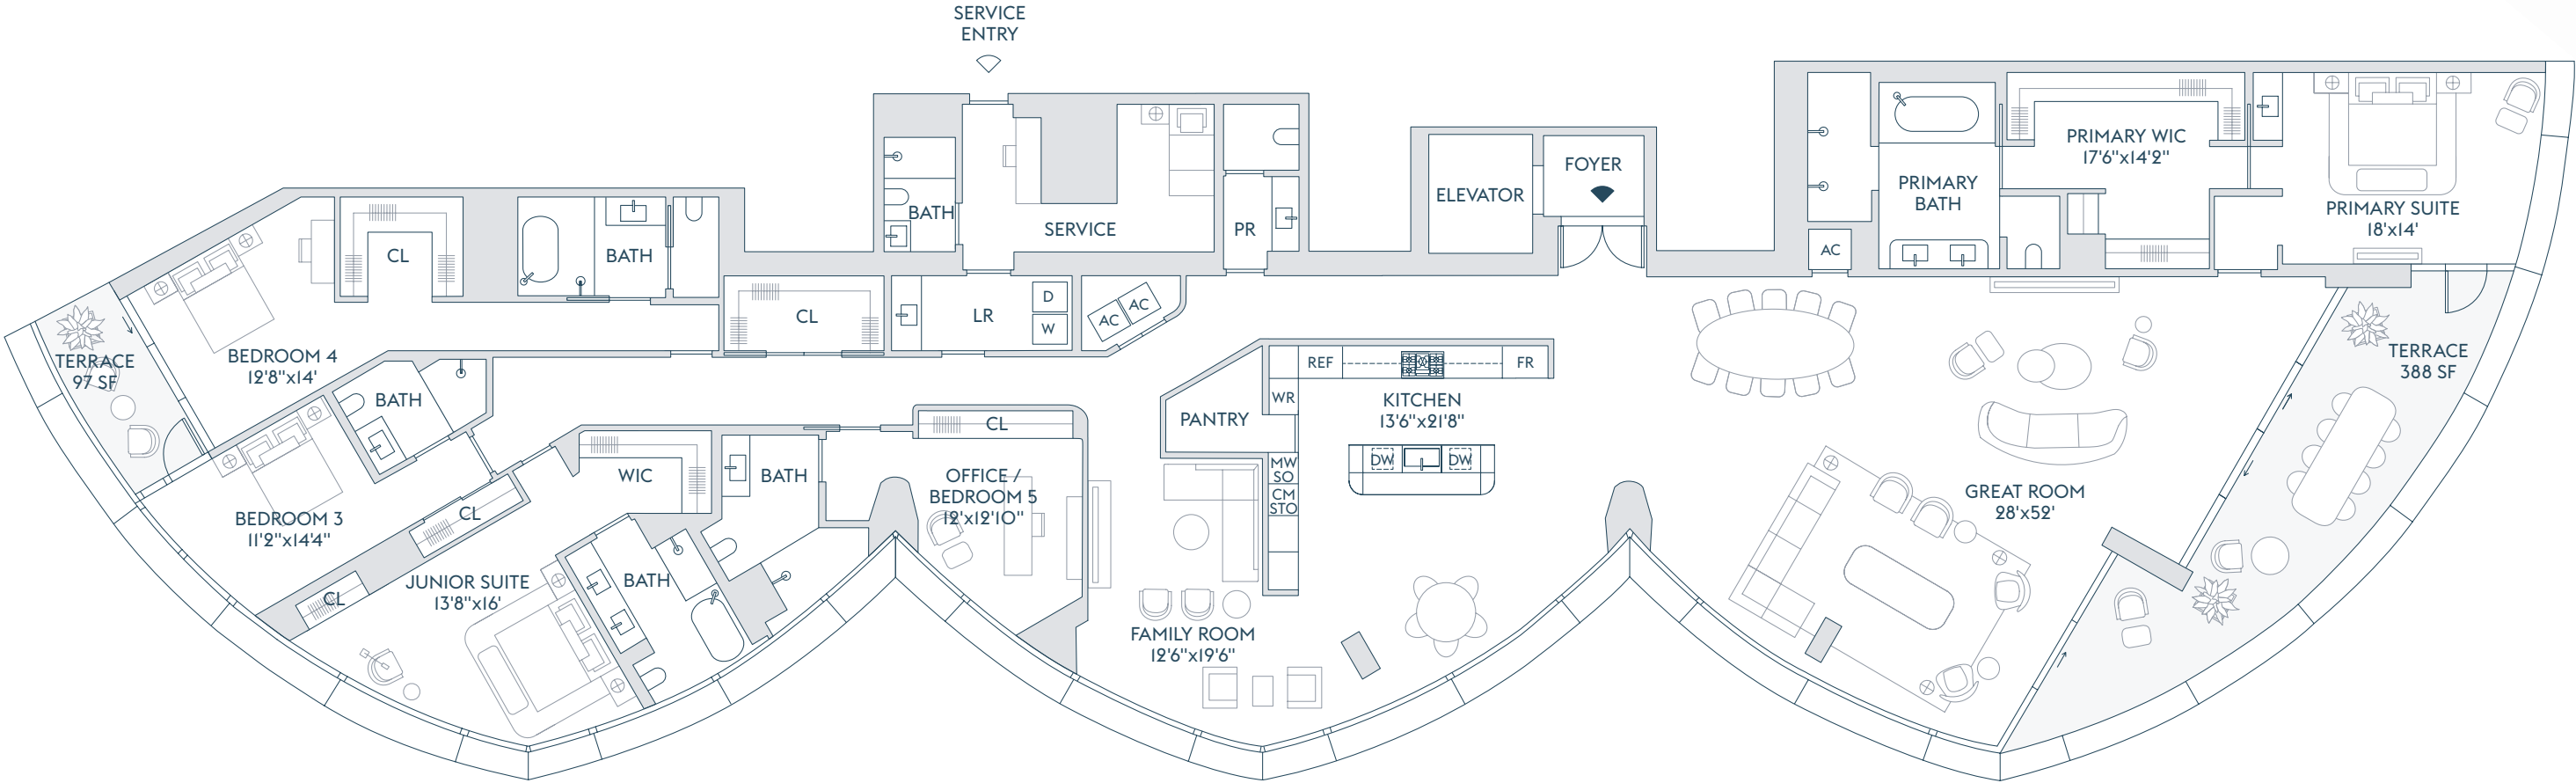 SERVICE
ENTRY
ELEVATOR
FOYER
PRIMARY WIC
17'6"x14'2"
PRIMARY
BATH
PRIMARY SUITE
18'x14'
BATH
SERVICE
PR
AC
CL
BATH
CL
LR
D
W
AC
AC
TERRACE
97 SF
BEDROOM 4
12'8"x14'
BATH
REF
FR
WR
PANTRY
KITCHEN
13'6"x21'8"
DW
DW
MW
SO
CM
STO
TERRACE
388 SF
CL
WIC
BATH
OFFICE /
BEDROOM 5
12'x12'10"
GREAT ROOM
28'x52'
BEDROOM 3
11'2"x14'4"
CL
JUNIOR SUITE
13'8"x16'
BATH
CL
FAMILY ROOM
12'6"x19'6"